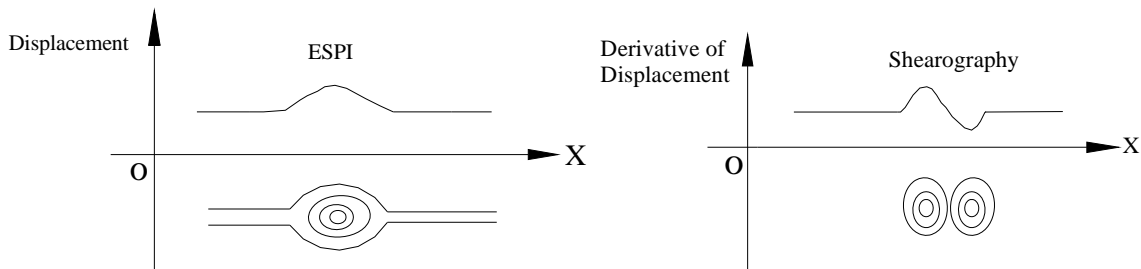 Displacement
ESPI
X
O
Derivative of
Displacement
Shearography
X
O